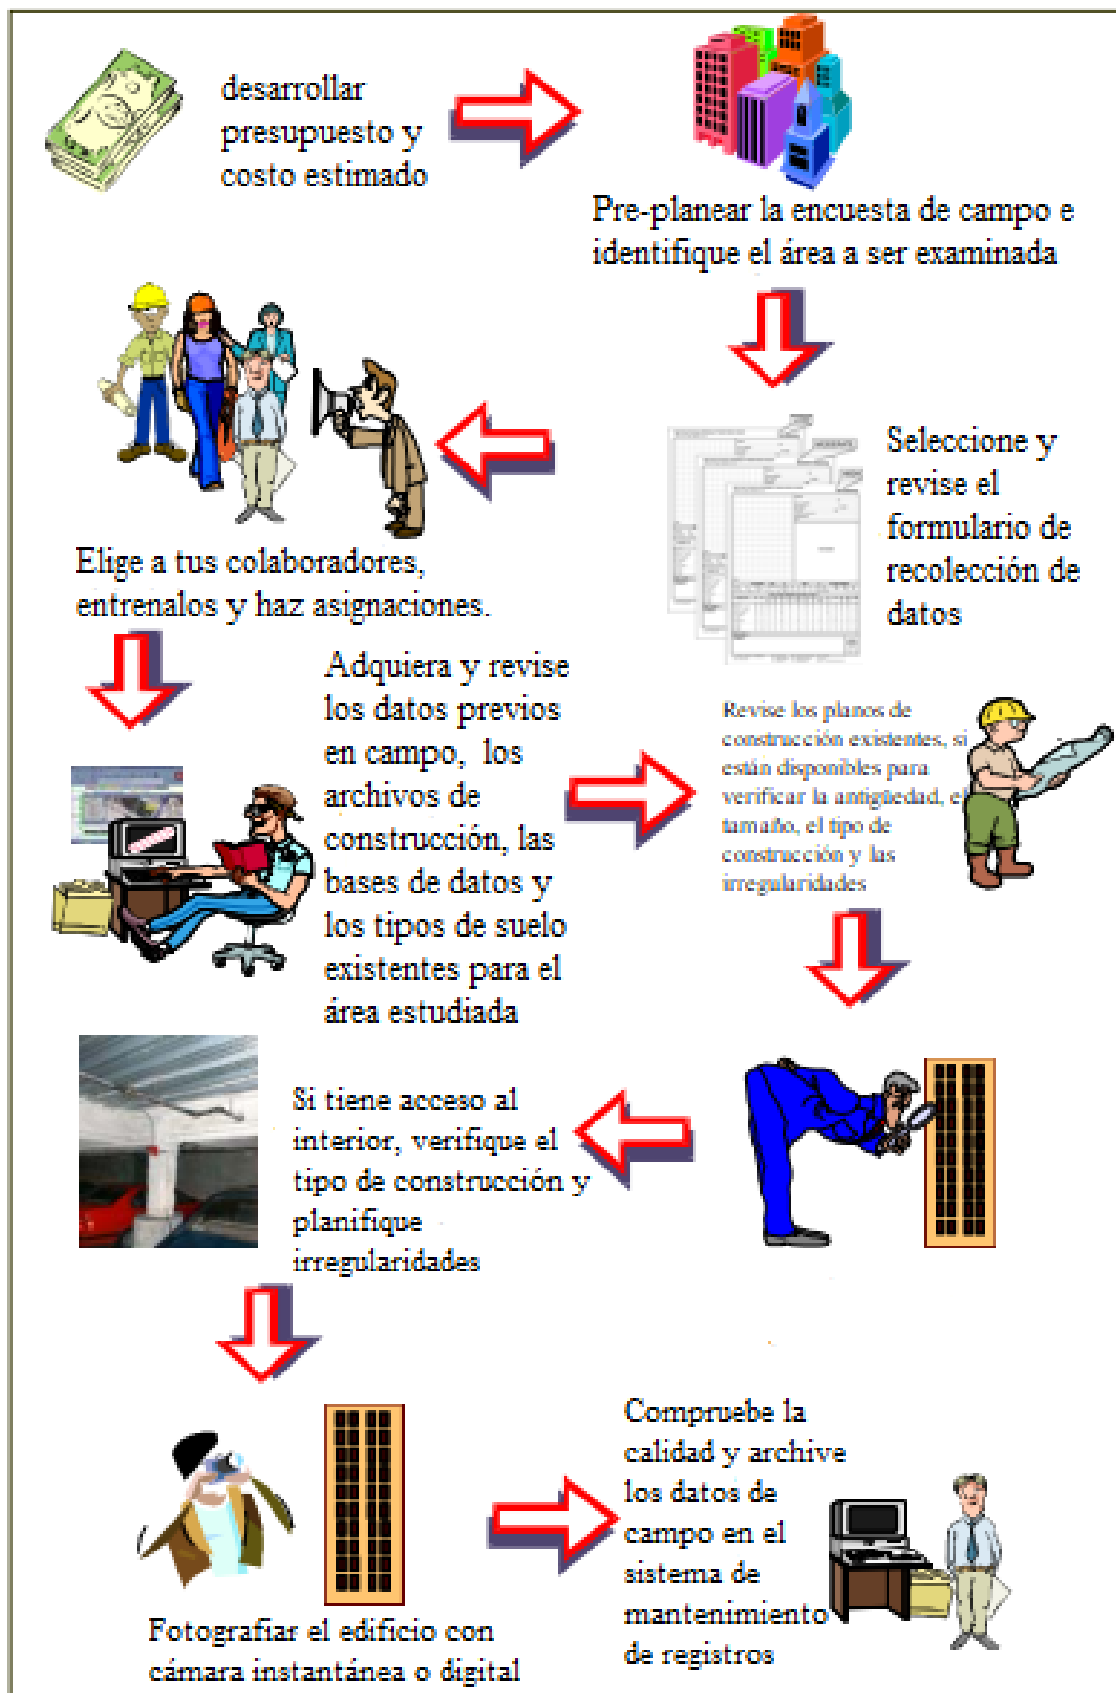 desarrollar
presupuesto y
costo estimado
Pre-planear la encuesta de campo e
identifique el área a ser examinada
Seleccione y
revise el
formulario de
recolección de
datos
Elige a tus colaboradores,
entrenalos y haz asignaciones.
Adquiera y revise
los datos previos
en campo, los
archivos de
construcción, las
bases de datos y
los tipos de suelo
existentes para el
área estudiada
Revise los planos de
construcción existentes, si
están disponibles para
verificar la antigüedad, el
tamaño, el tipo de
construcción y las
irregularidades
Si tiene acceso al
interior, verifique el
tipo de construcción y
planifique
irregularidades
Fotografiar el edificio con
cámara instantánea o digital
Compruebe la
calidad y archive
los datos de
campo en el
sistema de
mantenimiento
de registros